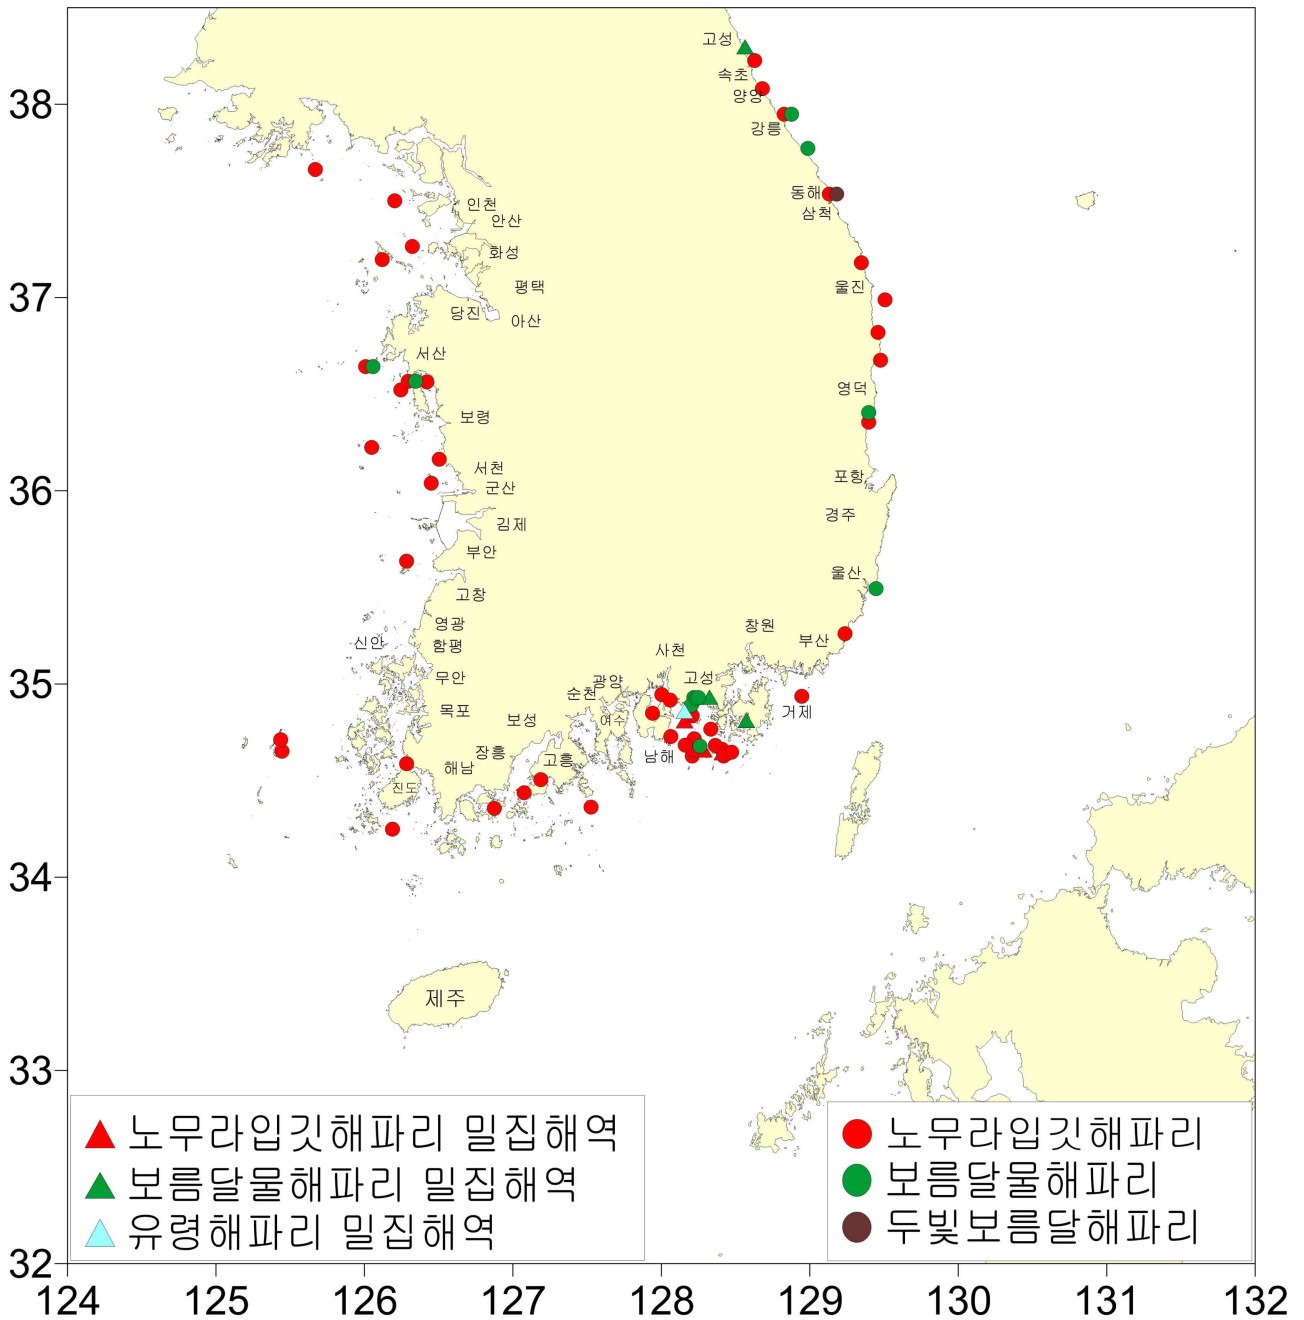 고성
38
속초
양양
강릉
동해
삼척
인천
안산
화성
37
평택
울진
당진
아산
서산
영덕
보령
서천
포항
36
군산
경주
김제
부안
울산
고창
영광
창원
신안
함평
부산
사천
35
무안
고성
광양
순천
목포
보성
여수
거제
장흥
남해
고흥
해남
진도
34
제주
33
노무라입깃해파리 밀집해역
보름달물해파리 밀집해역
유령해파리 밀집해역
노무라입깃해파리
보름달물해파리
두빛보름달해파리
32
124 125 126 127 128 129 130 131 132